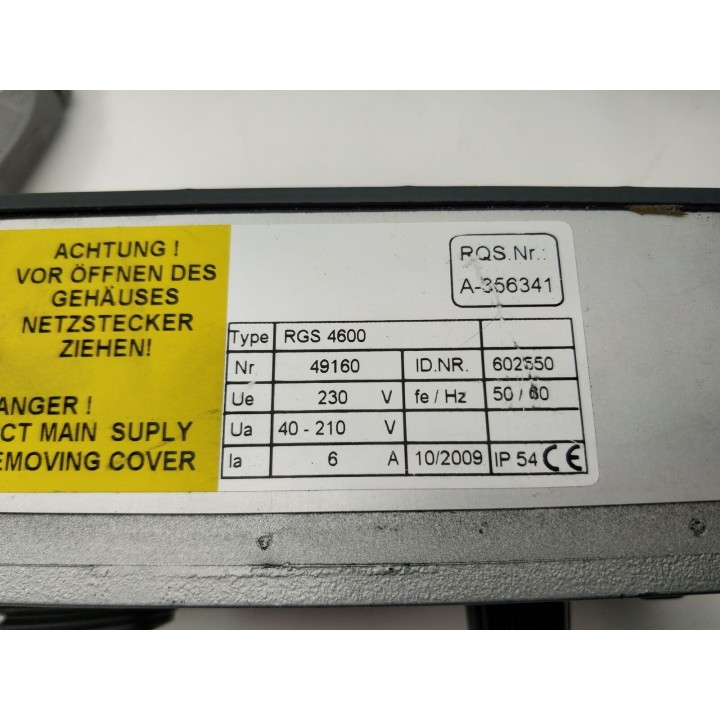 ACHTUNG !
VOR ÖFFNEN DES
GEHÄUSES
NETZSTECKER
ZIEHEN!
ANGER !
CT MAIN SUPLY
EMOVING COVER
RQS.Nr.:
A-356341
Type RGS 4600
Nr 49160 ID.NR.
Ue 230 V fe / Hz 50 / 60
Ua 40 - 210 V
Ia 6 A 10/2009 IP 54 CE